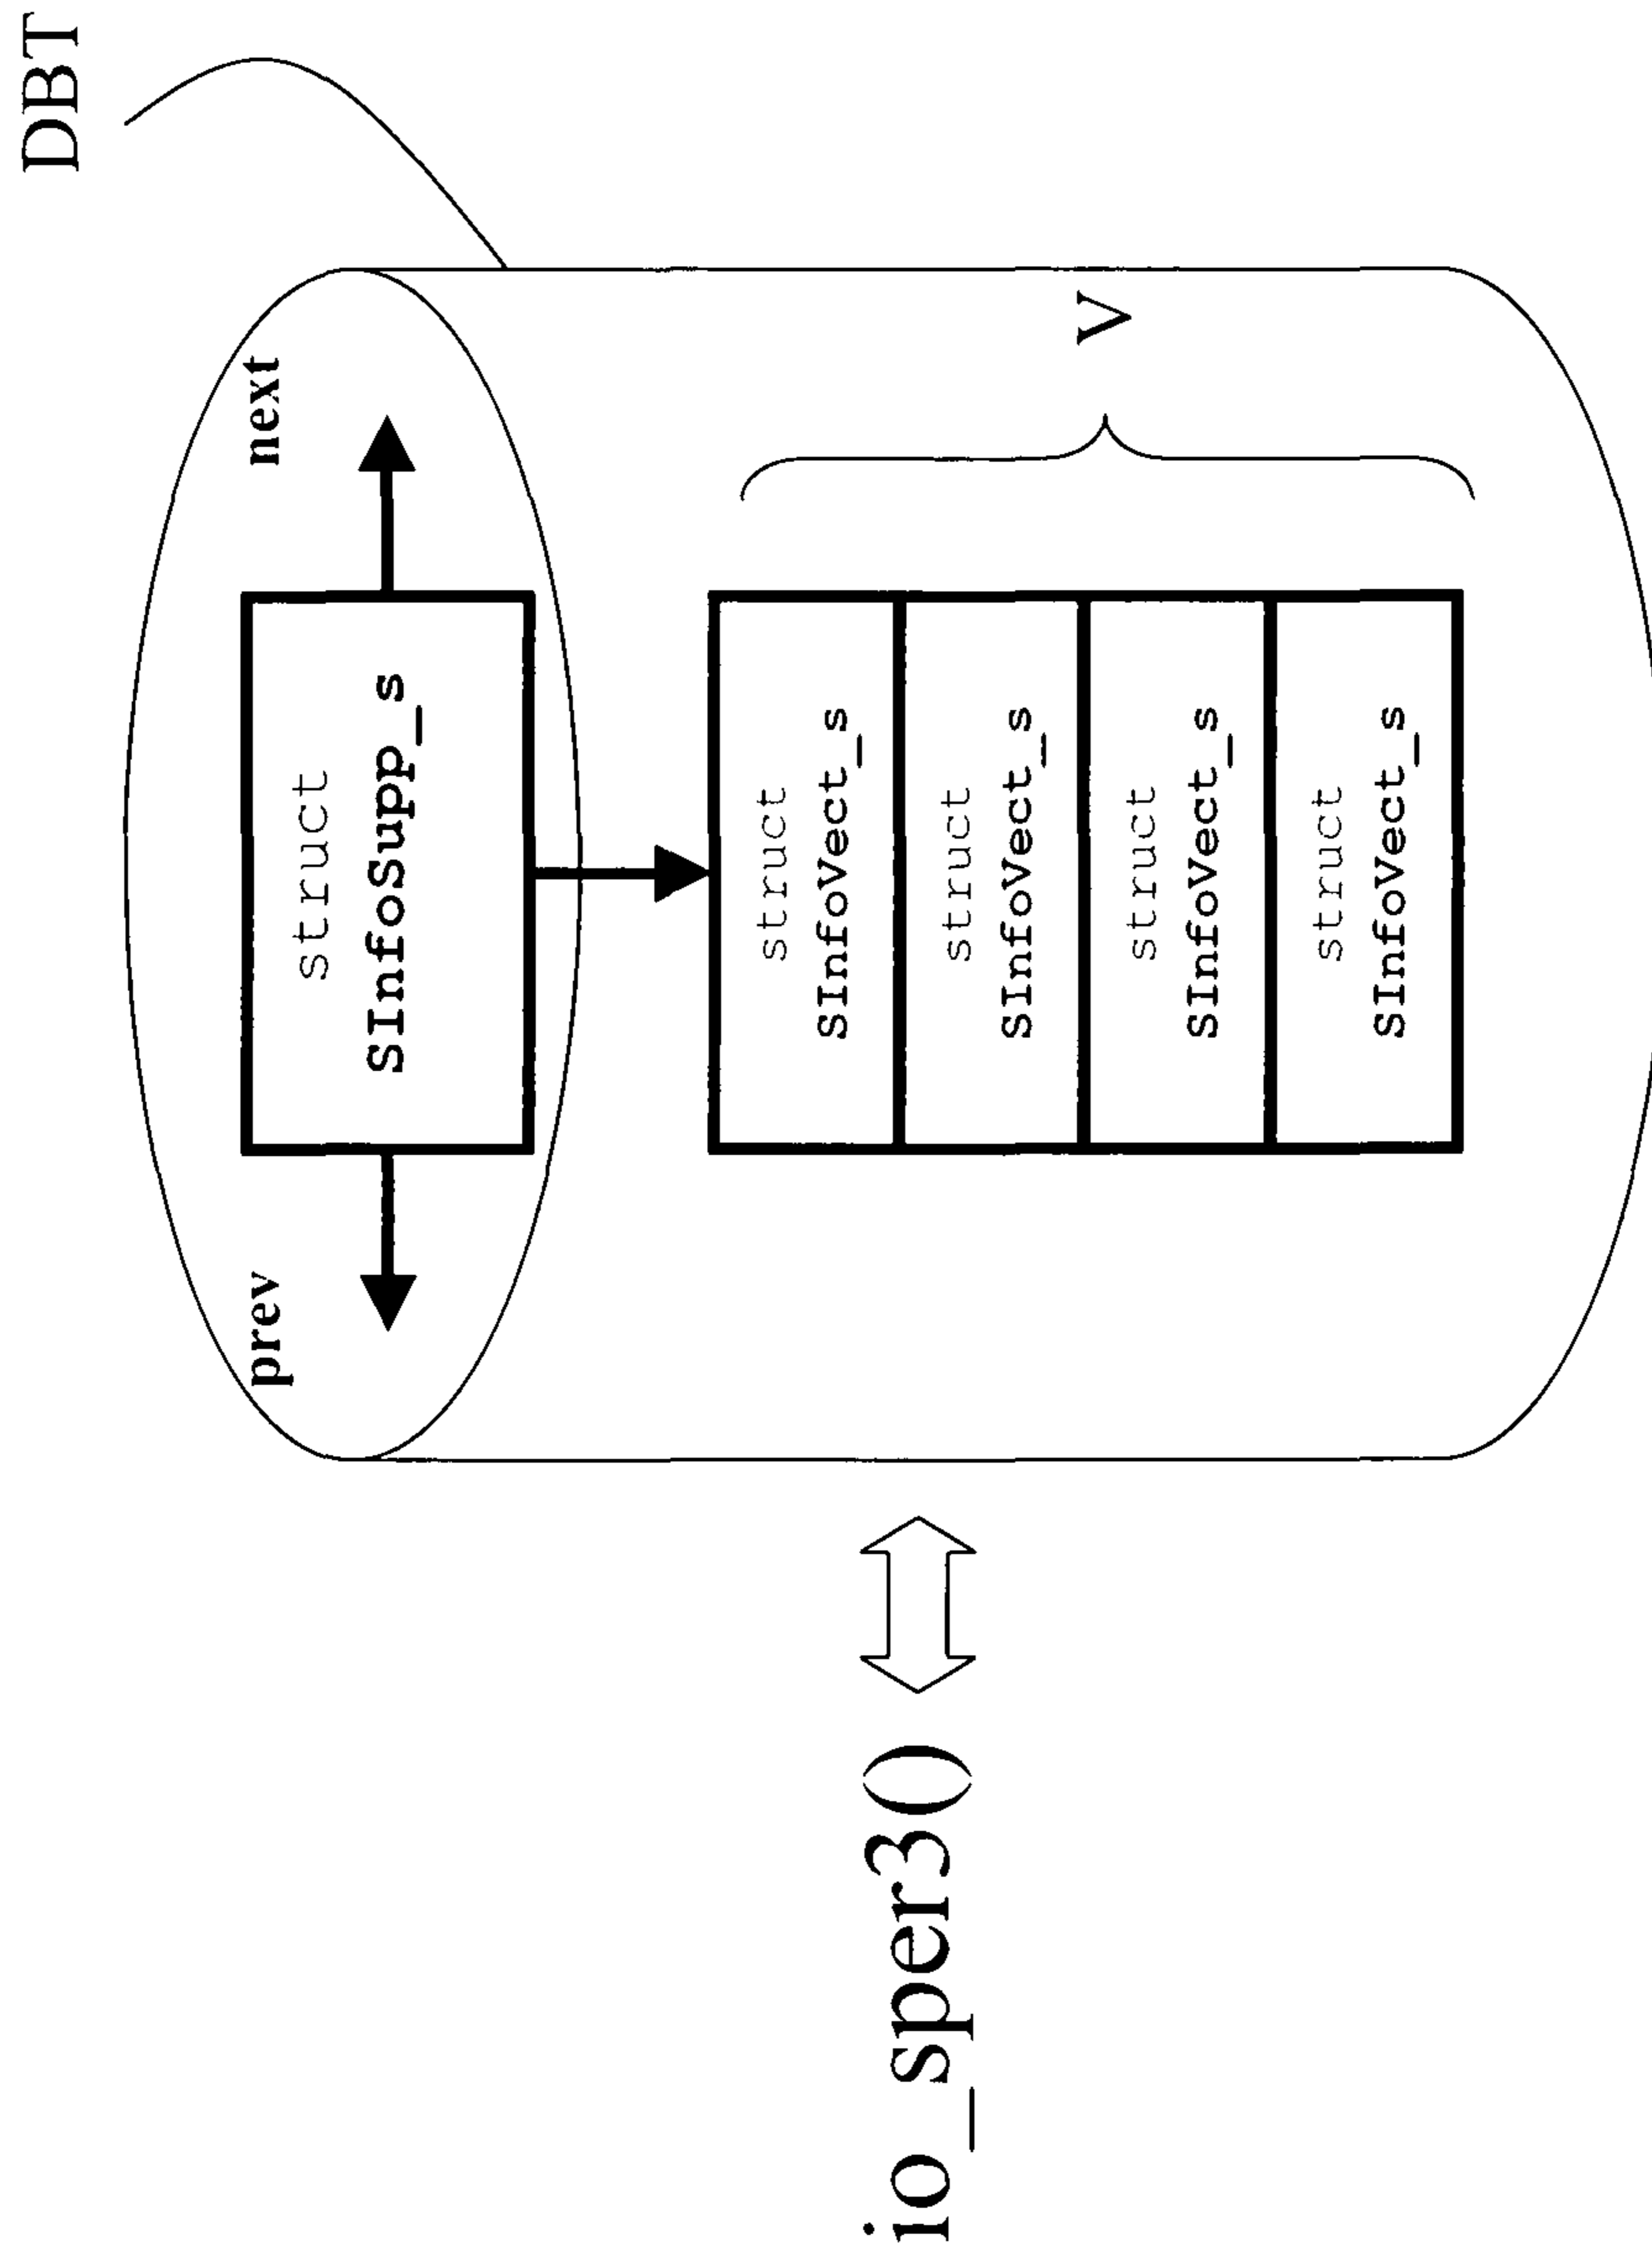 DBT
prev
next
struct
SInfoSupp_s
struct
SInfoVect_s
struct
SInfoVect_s
struct
SInfoVect_s
struct
SInfoVect_s
V
io_sper3()